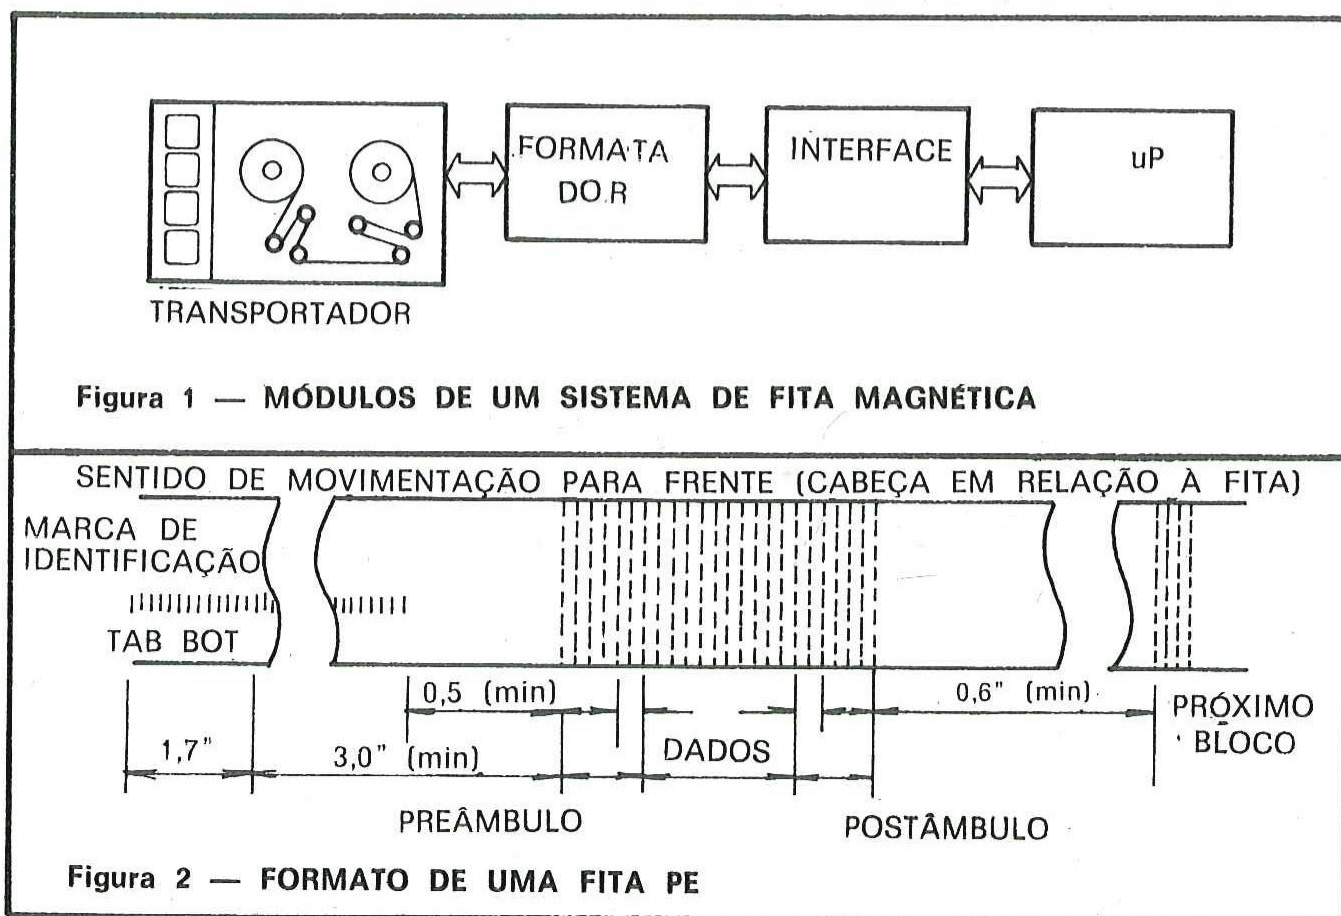 FORMATA
DOR
INTERFACE
uP
TRANSPORTADOR
Figura 1 — MÓDULOS DE UM SISTEMA DE FITA MAGNÉTICA
SENTIDO DE MOVIMENTAÇÃO PARA FRENTE (CABEÇA EM RELAÇÃO À FITA)
MARCA DE
IDENTIFICAÇÃO
TAB BOT
0,5 (min)
0,6" (min)
PRÓXIMO
BLOCO
1,7"
3,0" (min)
DADOS
PREÂMBULO
POSTÂMBULO
Figura 2 — FORMATO DE UMA FITA PE